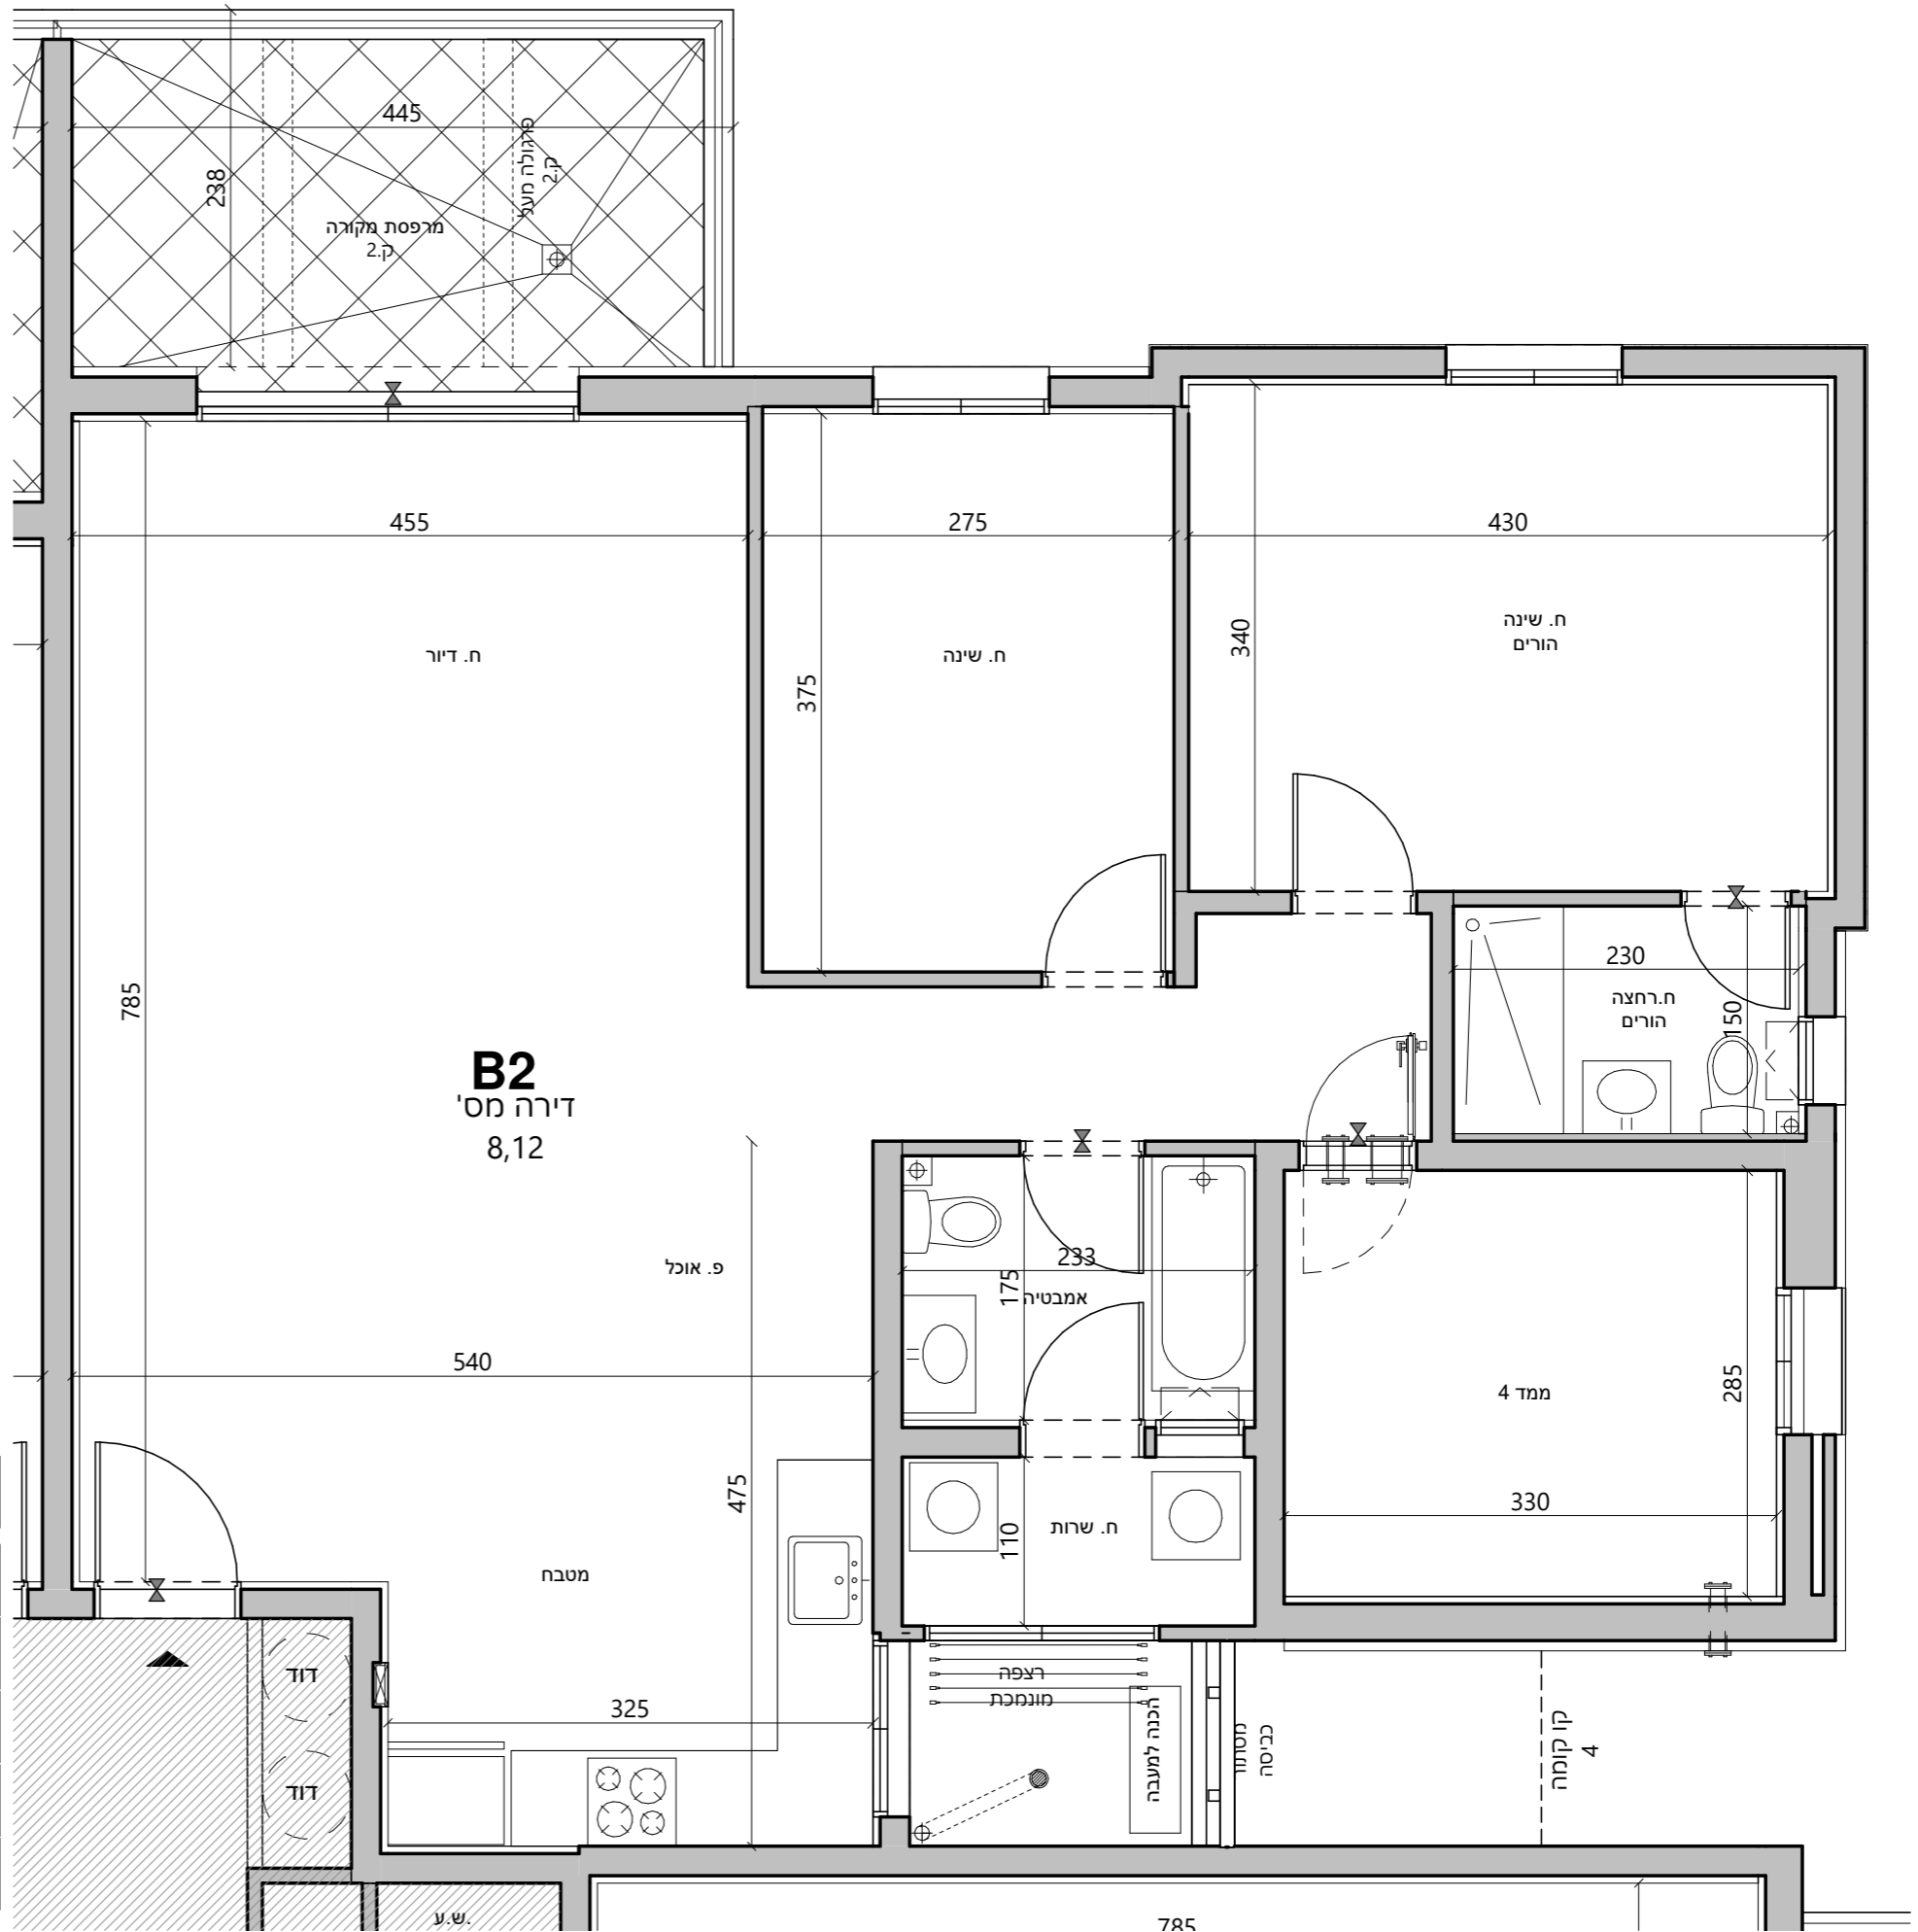 445
238
פרגולה מעל
ק.2
מרפסת מקורה
ק.2
455
275
430
ח. דיור
ח. שינה
ח. שינה
הורים
340
375
785
230
ח.רחצה
הורים
150
B2
דירה מס'
8,12
פ. אוכל
233
175
אמבטיה
540
ממד 4
285
330
475
110
ח. שרות
מטבח
דוד
דוד
325
רצפה
מונמכת
הכנה למעבה
מסתור
כביסה
קו קומה
4
ש.ע.
785